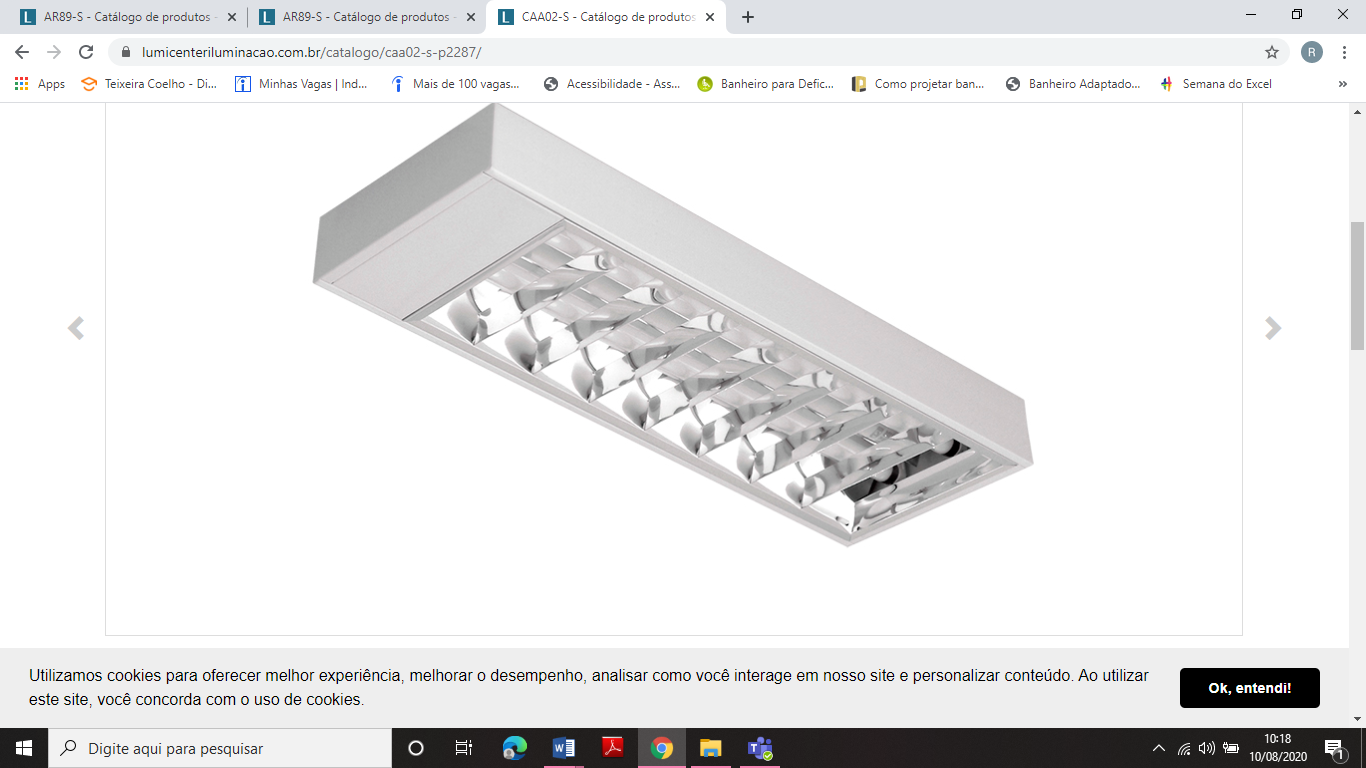 AR89-S - Catálogo de produtos -
AR89-S - Catálogo de produtos -
CAA02-S - Catálogo de produtos
lumicenteriluminacao.com.br/catalogo/caa02-s-p2287/
R
Apps
Teixeira Coelho - Di...
Minhas Vagas | Ind...
Mais de 100 vagas...
Acessibilidade - Ass...
Banheiro para Defic...
Como projetar ban...
Banheiro Adaptado...
Semana do Excel
Utilizamos cookies para oferecer melhor experiência, melhorar o desempenho, analisar como você interage em nosso site e personalizar conteúdo. Ao utilizar
este site, você concorda com o uso de cookies.
Ok, entendi!
Digite aqui para pesquisar
10:18
10/08/2020
1